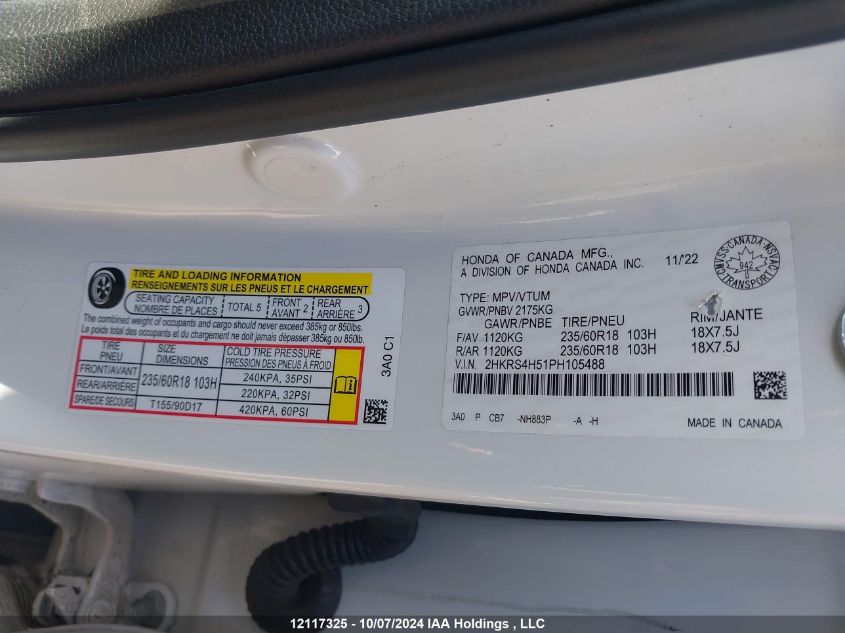 TIRE AND LOADING INFORMATION
RENSEIGNEMENTS SUR LES PNEUS ET LE CHARGEMENT
SEATING CAPACITY
NOMBRE DE PLACES
TOTAL 5
FRONT
AVANT 2
REAR
ARRIÈRE 3
The combined weight of occupants and cargo should never exceed 385kg or 850lbs.
Le poids total des occupants et du chargement ne doit jamais dépasser 385kg or 850lb.
TIRE
PNEU
SIZE
DIMENSIONS
COLD TIRE PRESSURE
PRESSION DES PNEUS À FROID
FRONT/AVANT
235/60R18 103H
240KPA, 35PSI
REAR/ARRIÈRE
220KPA, 32PSI
SPARE/DE SECOURS
T155/90D17
420KPA, 60PSI
3A0 C1
HONDA OF CANADA MFG.,
A DIVISION OF HONDA CANADA INC. 11/'22
CMVSS-CANADA-NSVAC
942
TRANSPORT
TYPE: MPV/VTUM
GVWR/PNBV 2175KG
GAWR/PNBE TIRE/PNEU RIM/JANTE
F/AV 1120KG 235/60R18 103H 18X7.5J
R/AR 1120KG 235/60R18 103H 18X7.5J
V.I.N. 2HKRS4H51PH105488
3A0 P CB7 -NH883P -A -H
MADE IN CANADA
12117325 - 10/07/2024 IAA Holdings , LLC